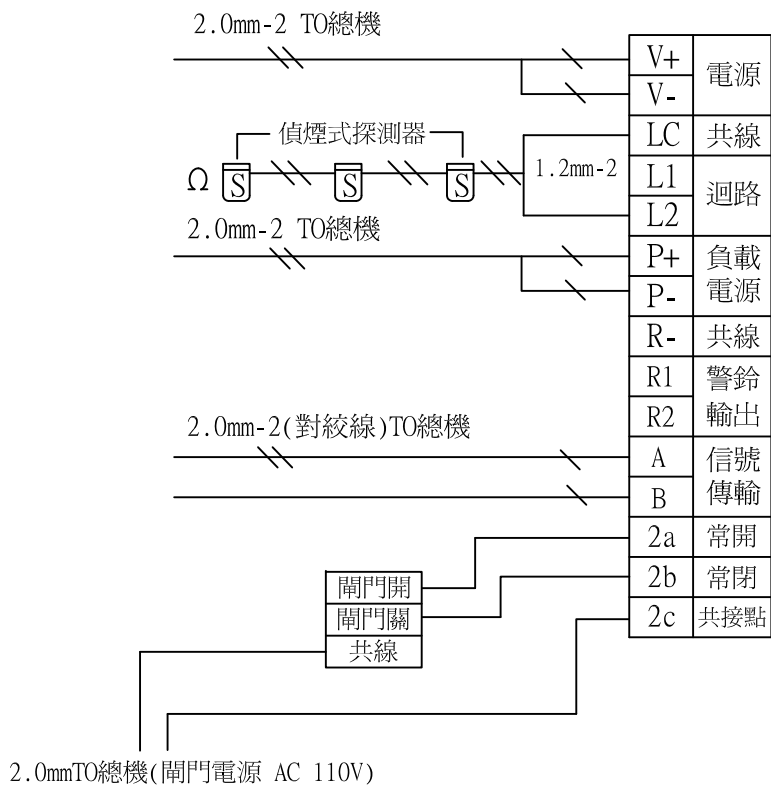 2.0mm-2 TO總機
V+
電源
V-
偵煙式探測器
LC
共線
Ω
S
S
S
1.2mm-2
L1
迴路
L2
2.0mm-2 TO總機
P+
負載
電源
P-
R-
共線
R1
警鈴
輸出
R2
2.0mm-2(對絞線)TO總機
A
信號
傳輸
B
2a
常開
閘門開
2b
常閉
閘門關
2c
共接點
共線
2.0mmTO總機(閘門電源 AC 110V)